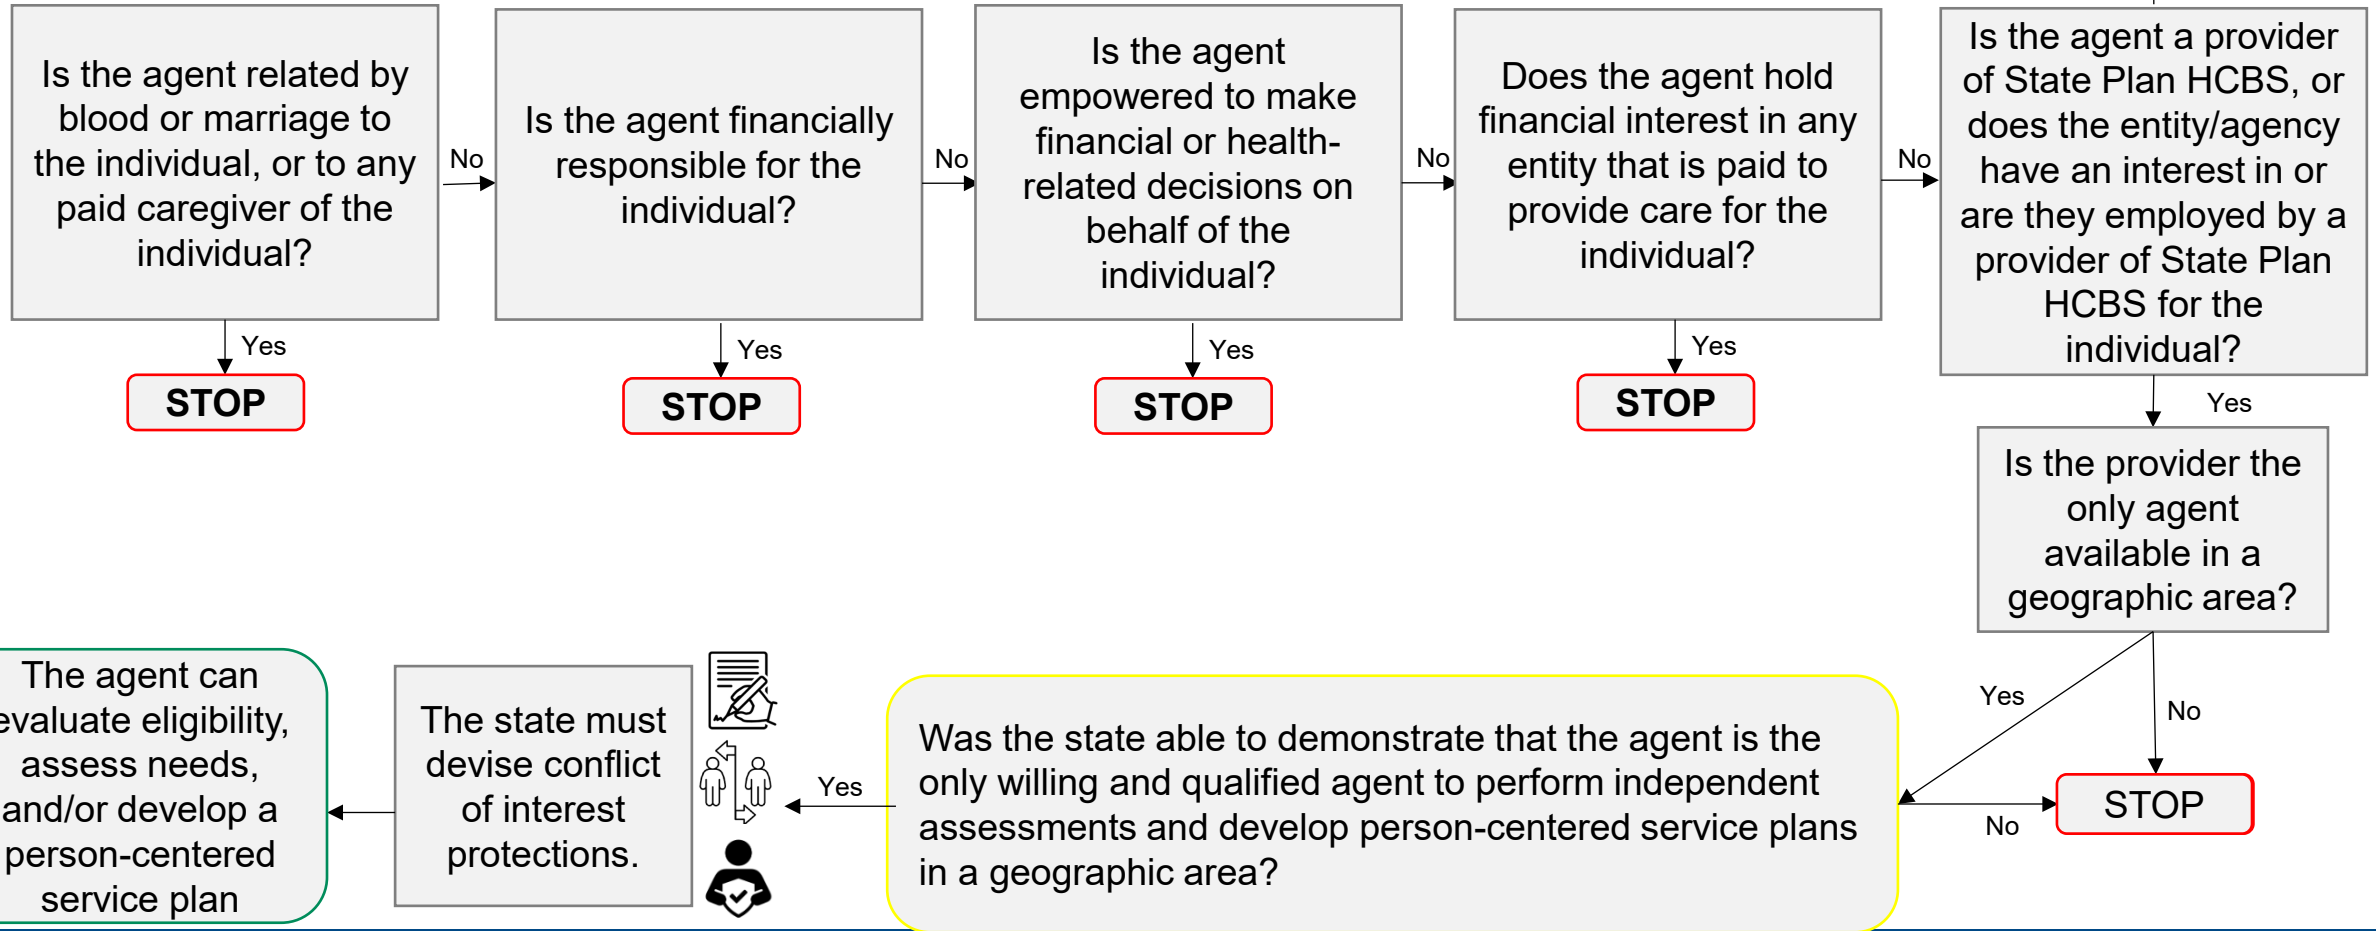 Is the agent related by
blood or marriage to
the individual, or to any
paid caregiver of the
individual?
No
Yes
STOP
Is the agent financially
responsible for the
individual?
No
Yes
STOP
Is the agent
empowered to make
financial or health-
related decisions on
behalf of the
individual?
No
Yes
STOP
Does the agent hold
financial interest in any
entity that is paid to
provide care for the
individual?
No
Yes
STOP
Is the agent a provider
of State Plan HCBS, or
does the entity/agency
have an interest in or
are they employed by a
provider of State Plan
HCBS for the
individual?
Yes
Is the provider the
only agent
available in a
geographic area?
Yes
No
STOP
Was the state able to demonstrate that the agent is the
only willing and qualified agent to perform independent
assessments and develop person-centered service plans
in a geographic area?
No
Yes
The state must
devise conflict
of interest
protections.
The agent can
evaluate eligibility,
assess needs,
and/or develop a
person-centered
service plan